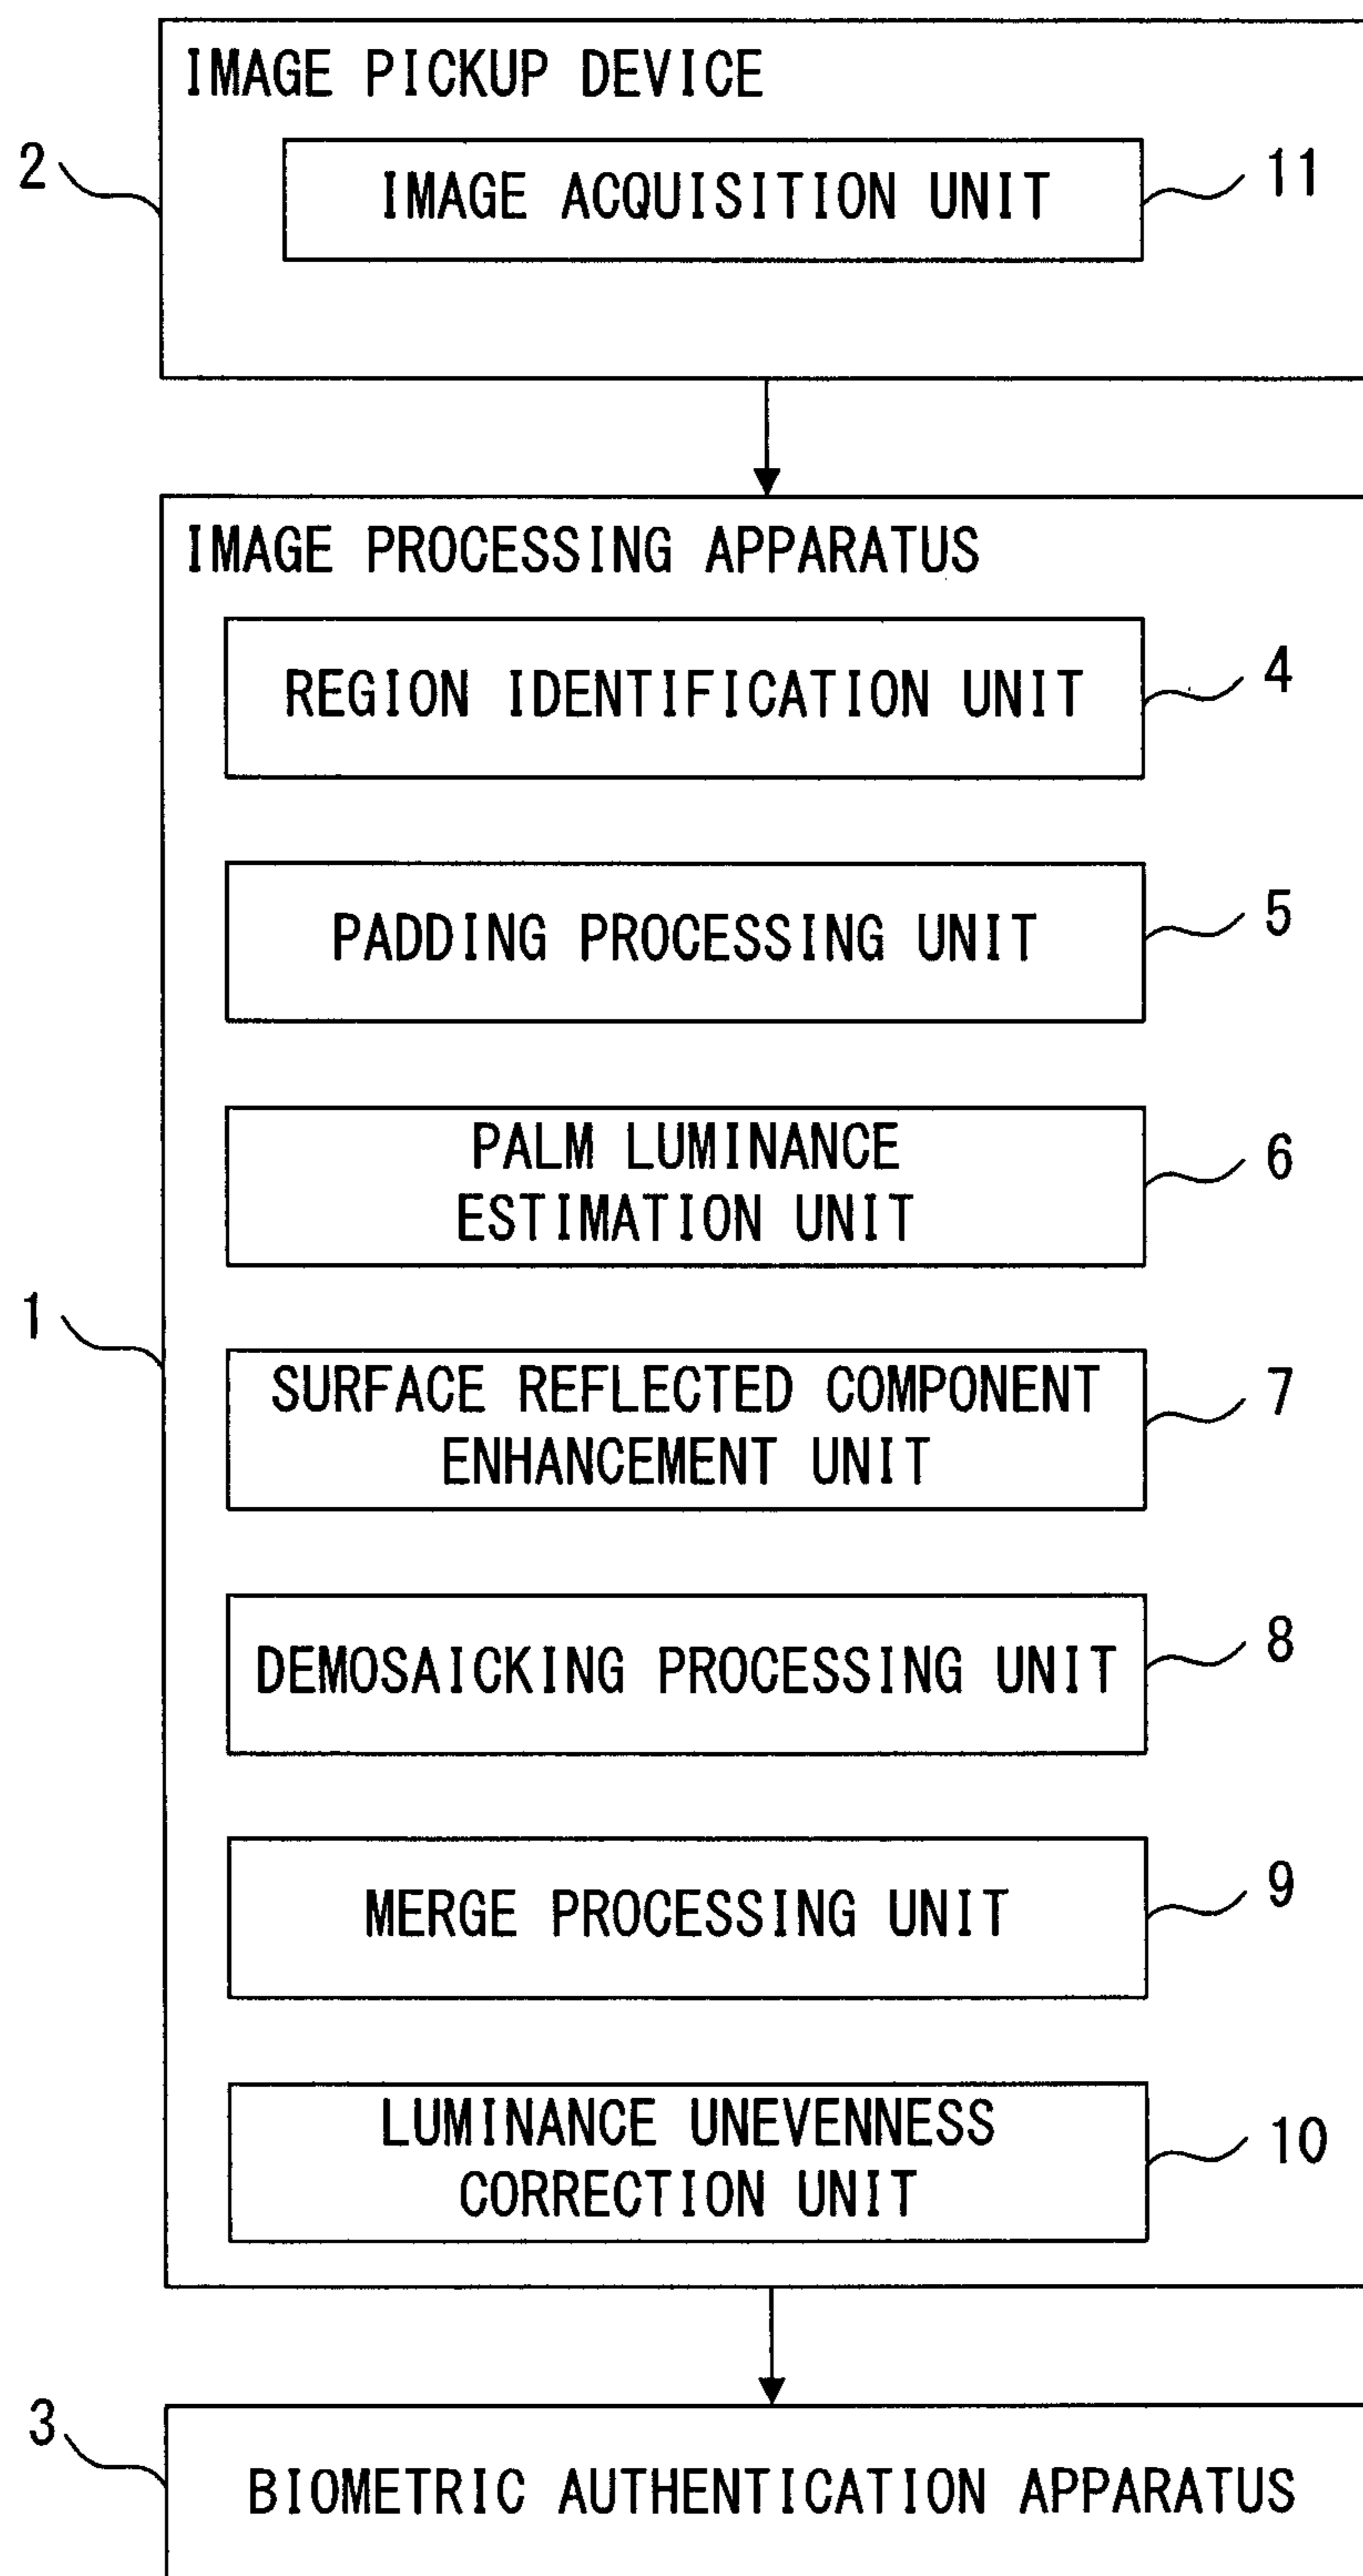 IMAGE PICKUP DEVICE
2
IMAGE ACQUISITION UNIT
11
IMAGE PROCESSING APPARATUS
REGION IDENTIFICATION UNIT
4
PADDING PROCESSING UNIT
5
PALM LUMINANCE
ESTIMATION UNIT
6
1
SURFACE REFLECTED COMPONENT
ENHANCEMENT UNIT
7
DEMOSAICKING PROCESSING UNIT
8
MERGE PROCESSING UNIT
9
LUMINANCE UNEVENNESS
CORRECTION UNIT
10
3
BIOMETRIC AUTHENTICATION APPARATUS